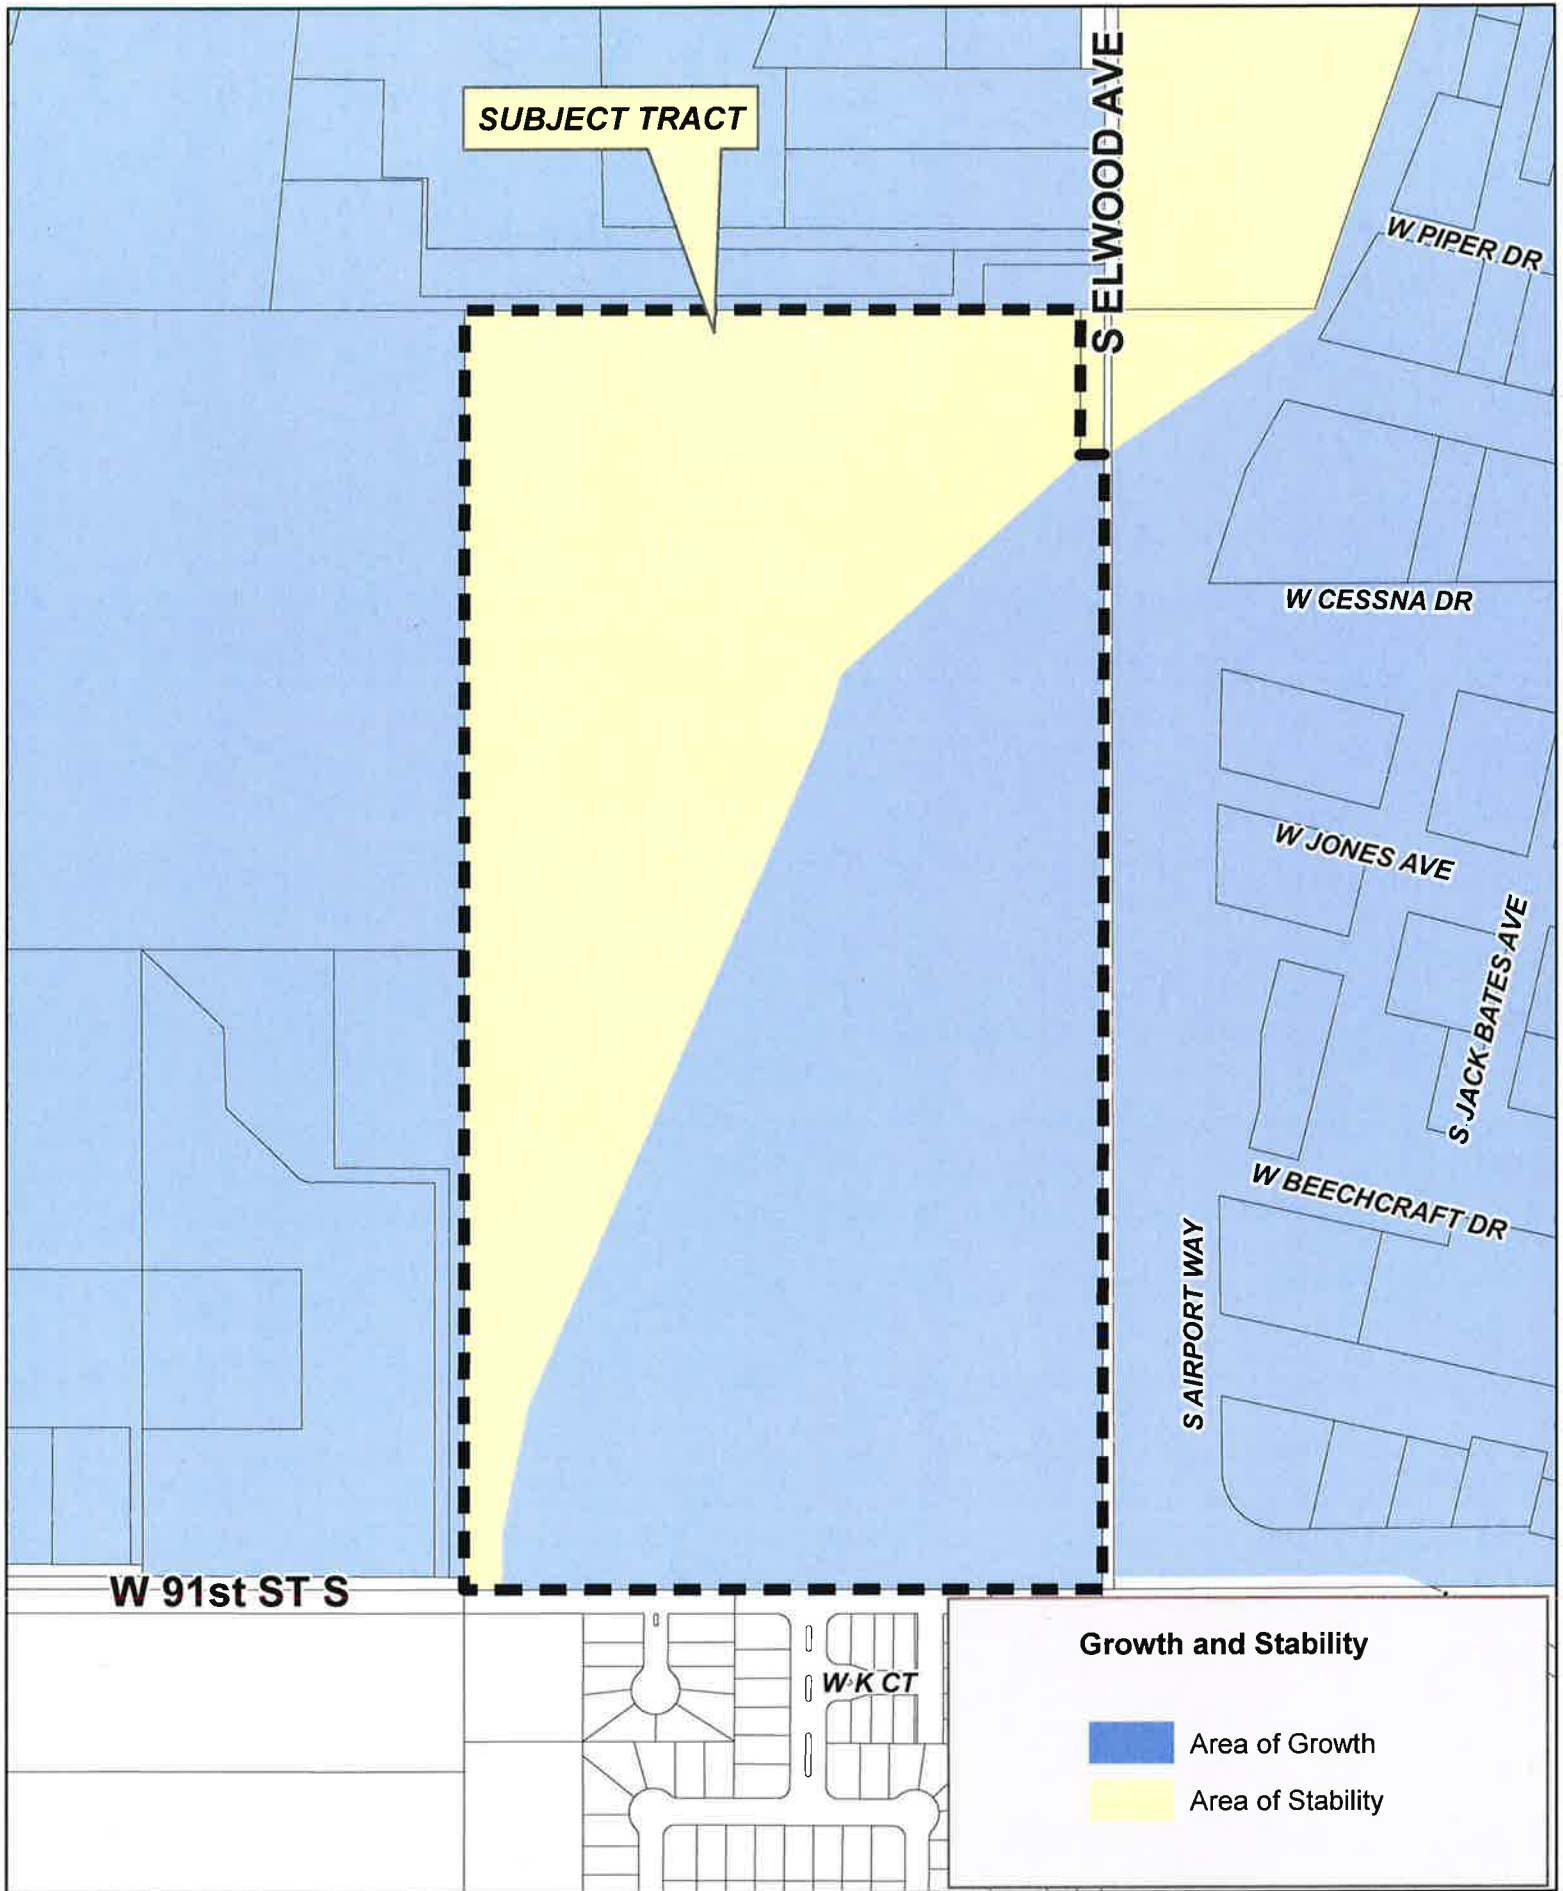 SUBJECT TRACT
S ELWOOD AVE
W PIPER DR
W CESSNA DR
W JONES AVE
S JACK BATES AVE
W BEECHCRAFT DR
S AIRPORT WAY
W 91st ST S
W K CT
Growth and Stability
Area of Growth
Area of Stability